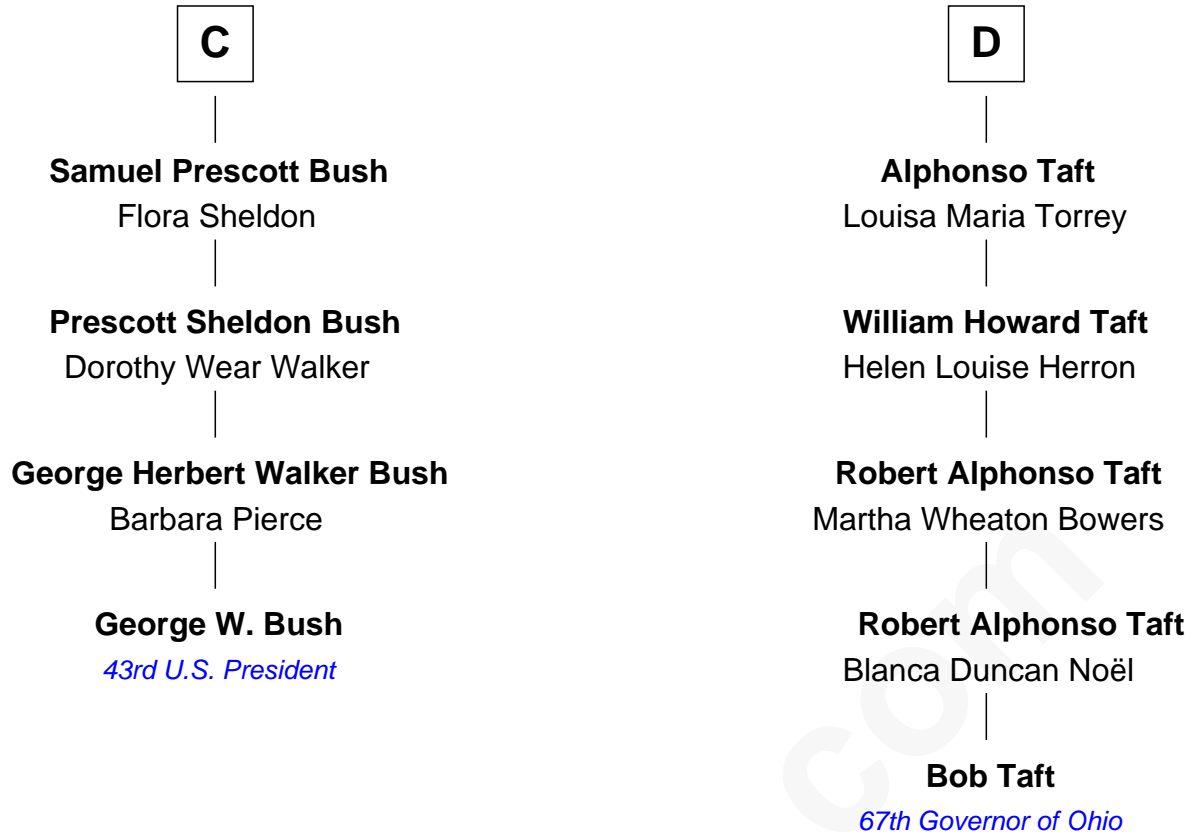 C
Samuel Prescott Bush
Flora Sheldon
Prescott Sheldon Bush
Dorothy Wear Walker
George Herbert Walker Bush
Barbara Pierce
George W. Bush
43rd U.S. President
D
Alphonso Taft
Louisa Maria Torrey
William Howard Taft
Helen Louise Herron
Robert Alphonso Taft
Martha Wheaton Bowers
Robert Alphonso Taft
Blanca Duncan Noël
Bob Taft
67th Governor of Ohio
com